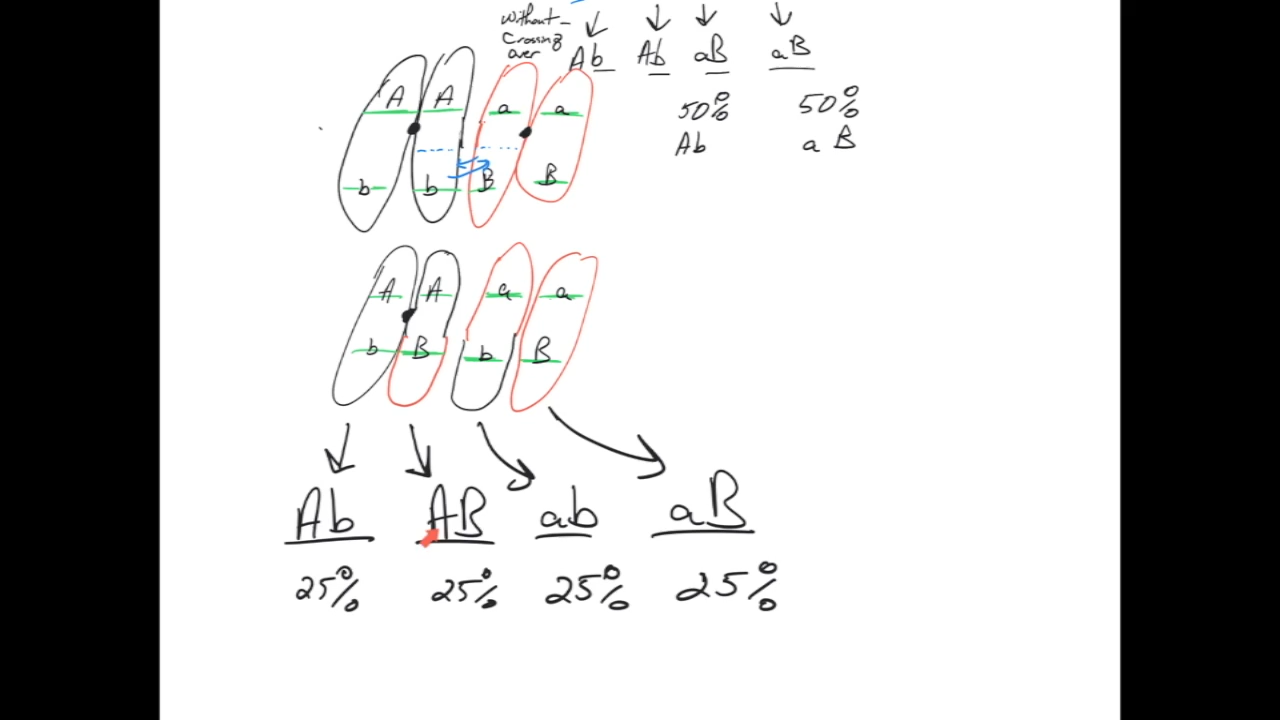 without
crossing
over
Ab Ab aB aB
50% 50%
Ab aB
A A a a
b b B B
A A a a
b B b B
Ab AB ab aB
25% 25% 25% 25%